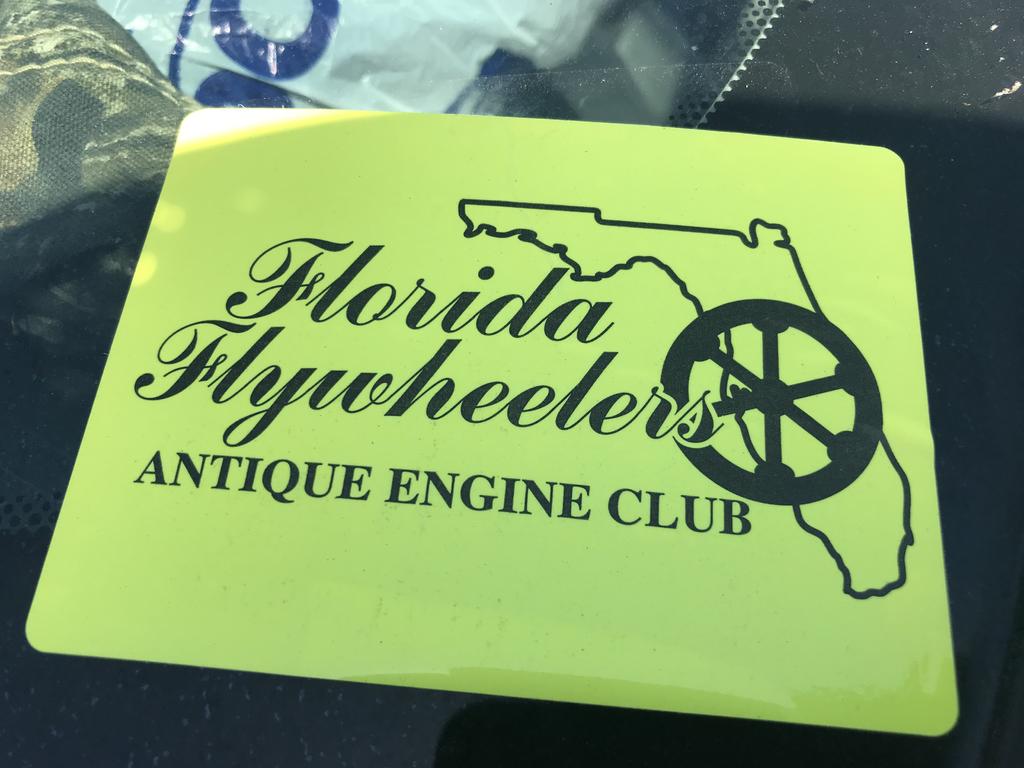 Florida
Flywheelers
ANTIQUE ENGINE CLUB